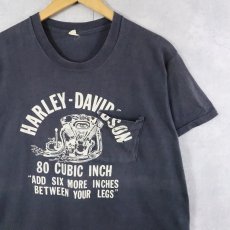 HARLEY-DAVIDSON
80 CUBIC INCH
"ADD SIX MORE INCHES
BETWEEN YOUR LEGS"